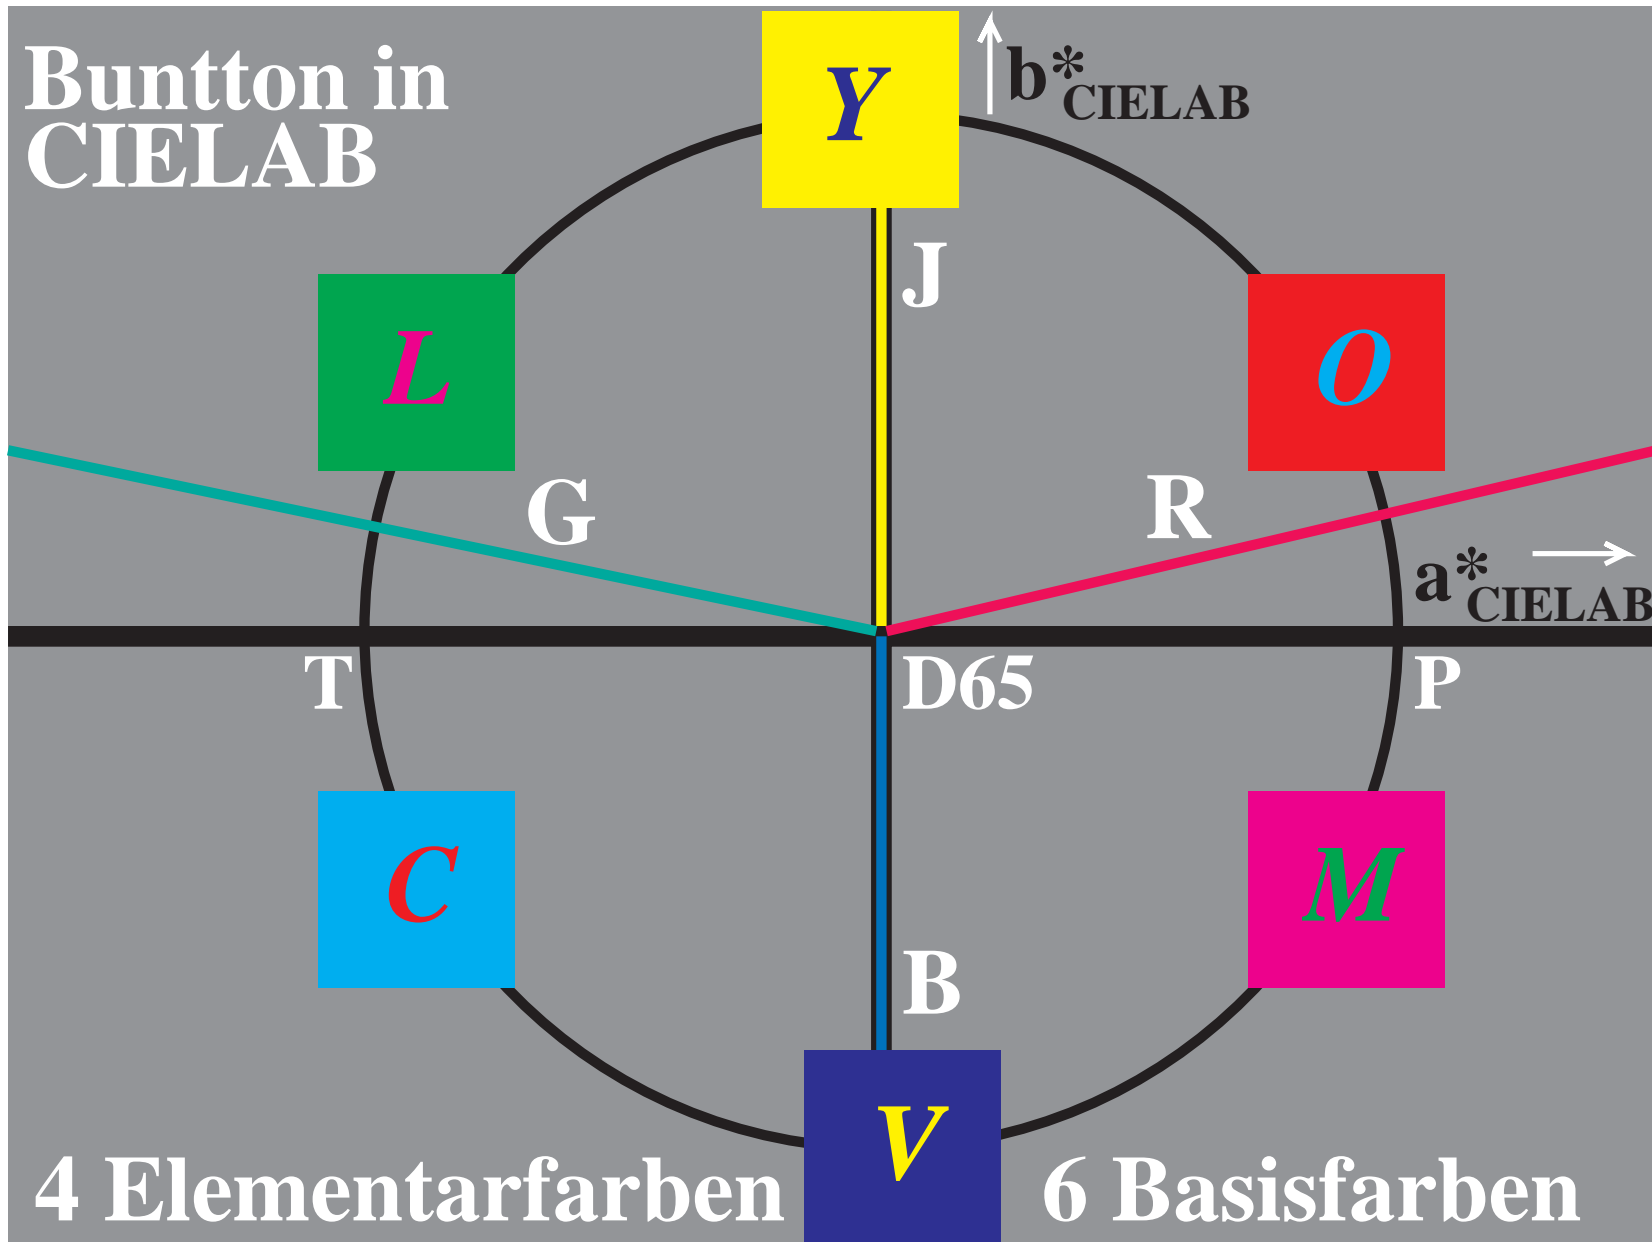 Buntton in
CIELAB
Y
b*CIELAB
J
L
O
G
R
a*CIELAB
T
D65
P
C
M
B
V
4 Elementarfarben
6 Basisfarben